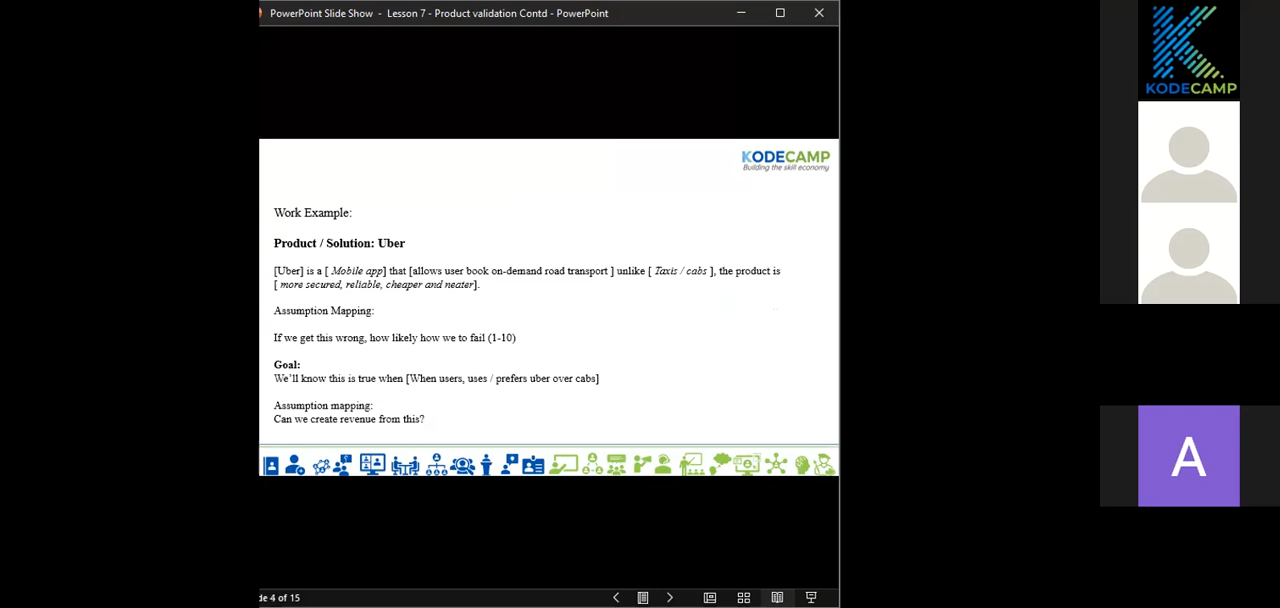 PowerPoint Slide Show - Lesson 7 - Product validation Contd - PowerPoint
KODECAMP
KODECAMP
Building the skill economy
Work Example:
Product / Solution: Uber
[Uber] is a [ Mobile app] that [allows user book on-demand road transport ] unlike [ Taxis / cabs ], the product is
[ more secured, reliable, cheaper and neater].
Assumption Mapping:
If we get this wrong, how likely how we to fail (1-10)
Goal:
We'll know this is true when [When users, uses / prefers uber over cabs]
Assumption mapping:
Can we create revenue from this?
A
de 4 of 15